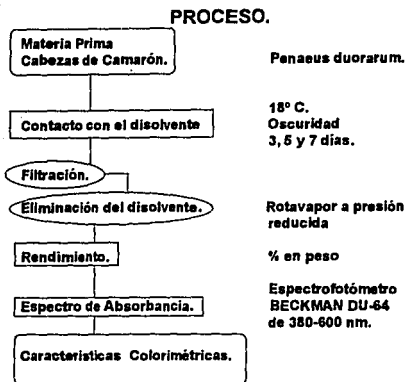 PROCESO.
Materia Prima
Cabezas de Camarón.
Penaeus duorarum.
Contacto con el disolvente
18º C.
Oscuridad
3, 5 y 7 días.
Filtración.
Eliminación del disolvente.
Rotavapor a presión
reducida
Rendimiento.
% en peso
Espectro de Absorbancia.
Espectrofotómetro
BECKMAN DU-64
de 380-600 nm.
Características Colorimétricas.